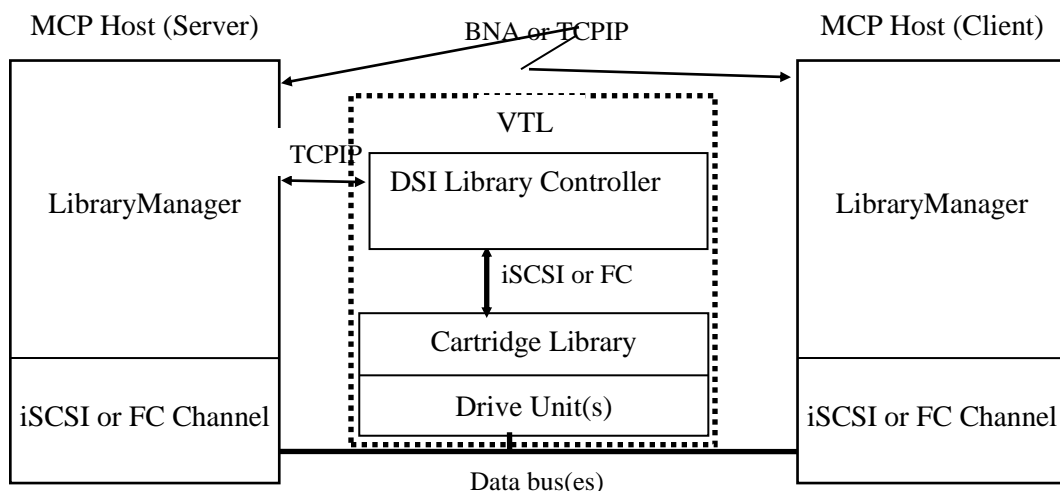 MCP Host (Server)
BNA or TCPIP
MCP Host (Client)
VTL
TCPIP
DSI Library Controller
LibraryManager
LibraryManager
iSCSI or FC
Cartridge Library
iSCSI or FC Channel
Drive Unit(s)
iSCSI or FC Channel
Data bus(es)